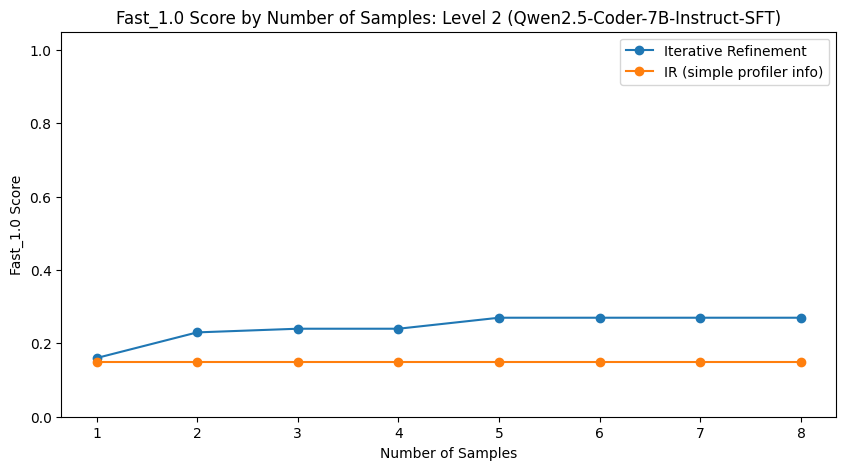 Fast_1.0 Score by Number of Samples: Level 2 (Qwen2.5-Coder-7B-Instruct-SFT)
Iterative Refinement
IR (simple profiler info)
Fast_1.0 Score
1.0
0.8
0.6
0.4
0.2
0.0
1 2 3 4 5 6 7 8
Number of Samples